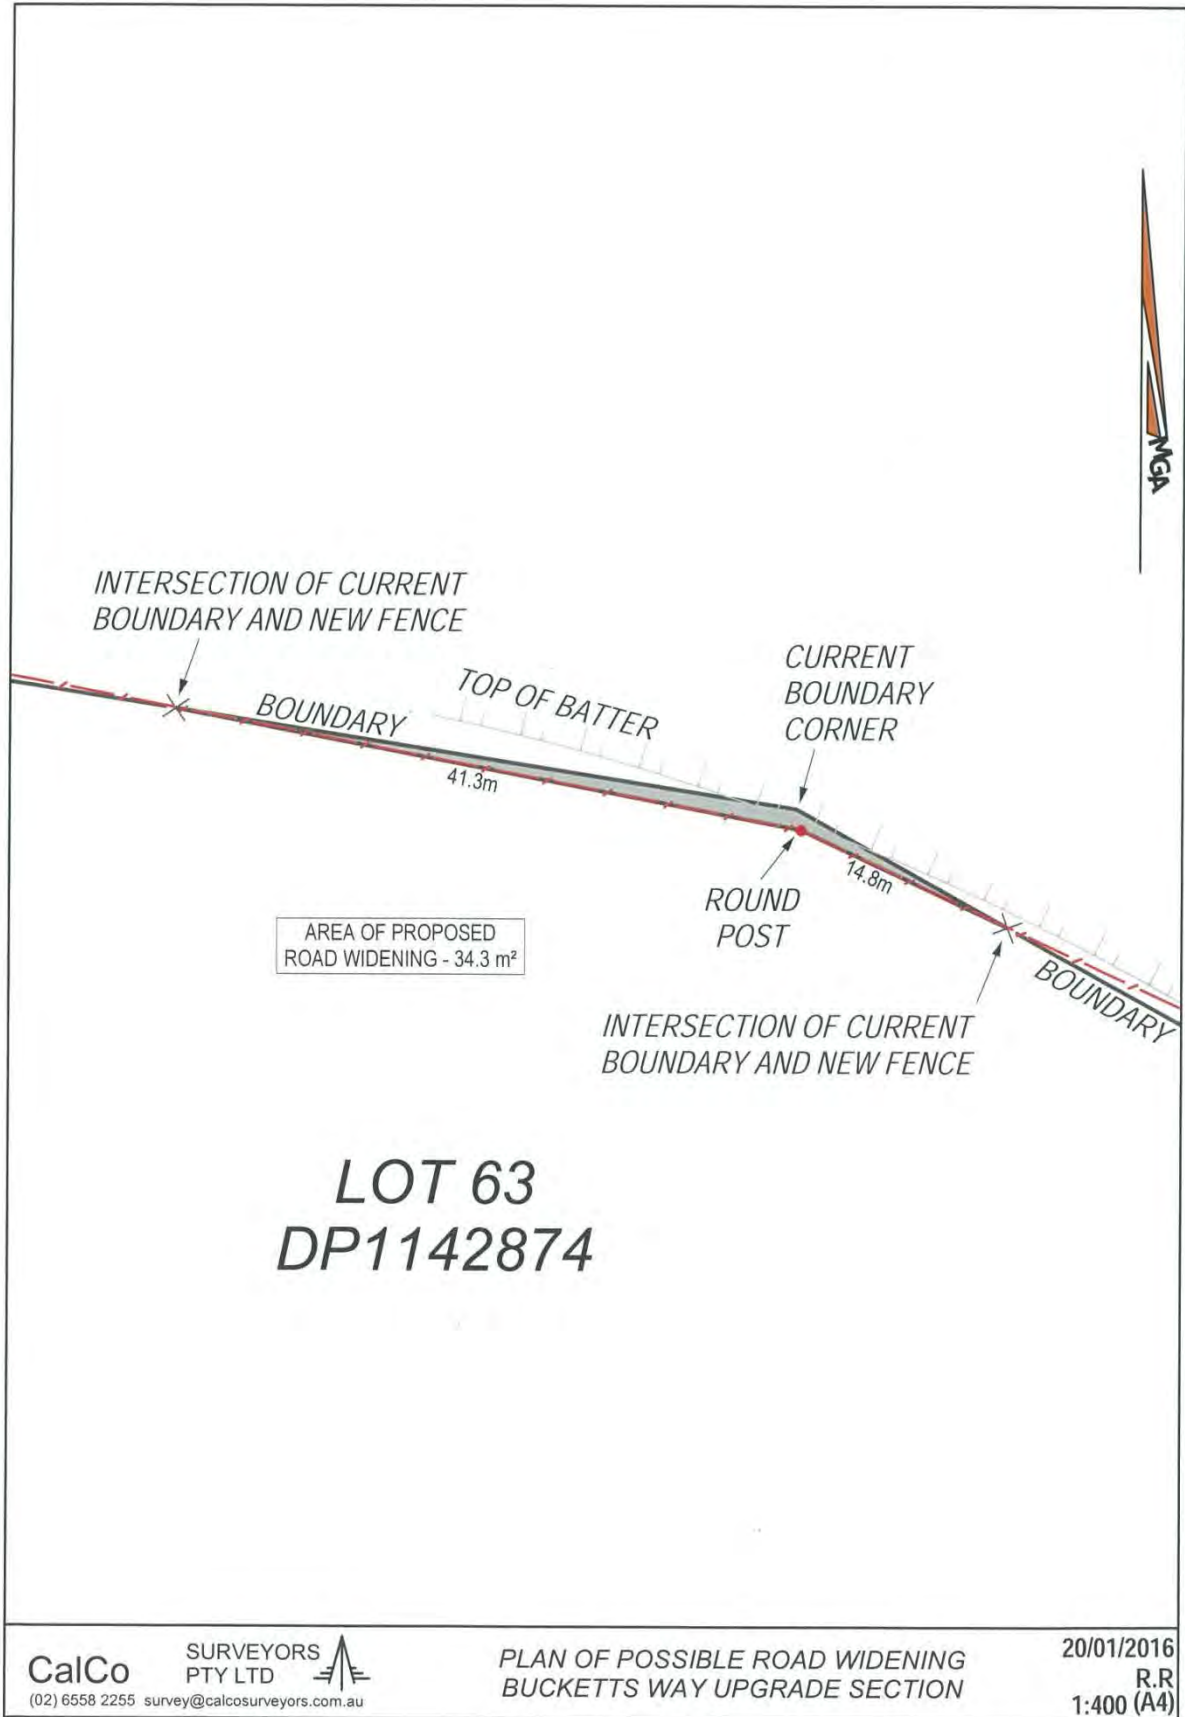 MGA
INTERSECTION OF CURRENT
BOUNDARY AND NEW FENCE
BOUNDARY
TOP OF BATTER
CURRENT
BOUNDARY
CORNER
41.3m
14.8m
ROUND
POST
AREA OF PROPOSED
ROAD WIDENING - 34.3 m²
BOUNDARY
INTERSECTION OF CURRENT
BOUNDARY AND NEW FENCE
LOT 63
DP1142874
CalCo
SURVEYORS
PTY LTD
(02) 6558 2255 survey@calcosurveyors.com.au
PLAN OF POSSIBLE ROAD WIDENING
BUCKETTS WAY UPGRADE SECTION
20/01/2016
R.R
1:400 (A4)